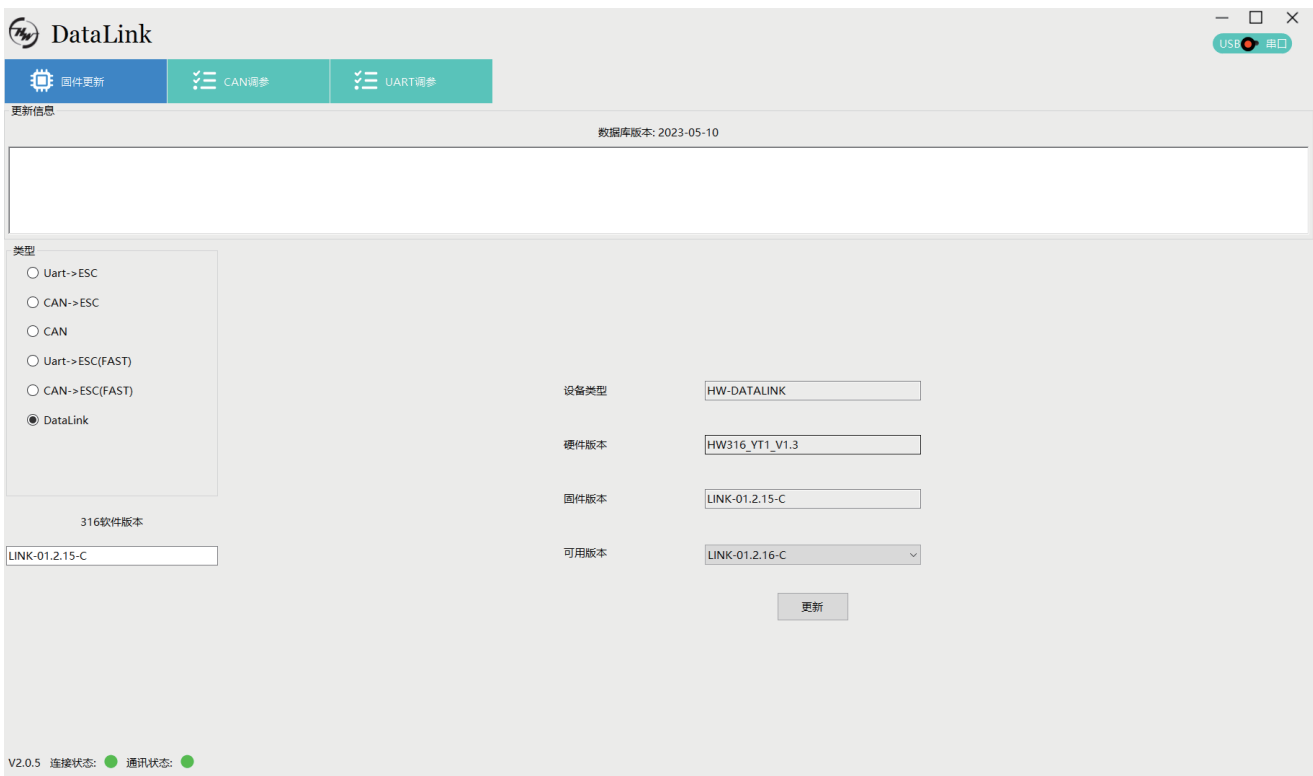 HW DataLink
USB 串口
固件更新 CAN调参 UART调参
更新信息
数据库版本: 2023-05-10
类型
Uart->ESC
CAN->ESC
CAN
Uart->ESC(FAST)
CAN->ESC(FAST)
DataLink
316软件版本
LINK-01.2.15-C
设备类型 HW-DATALINK
硬件版本 HW316_YT1_V1.3
固件版本 LINK-01.2.15-C
可用版本 LINK-01.2.16-C
更新
V2.0.5 连接状态: 通讯状态: